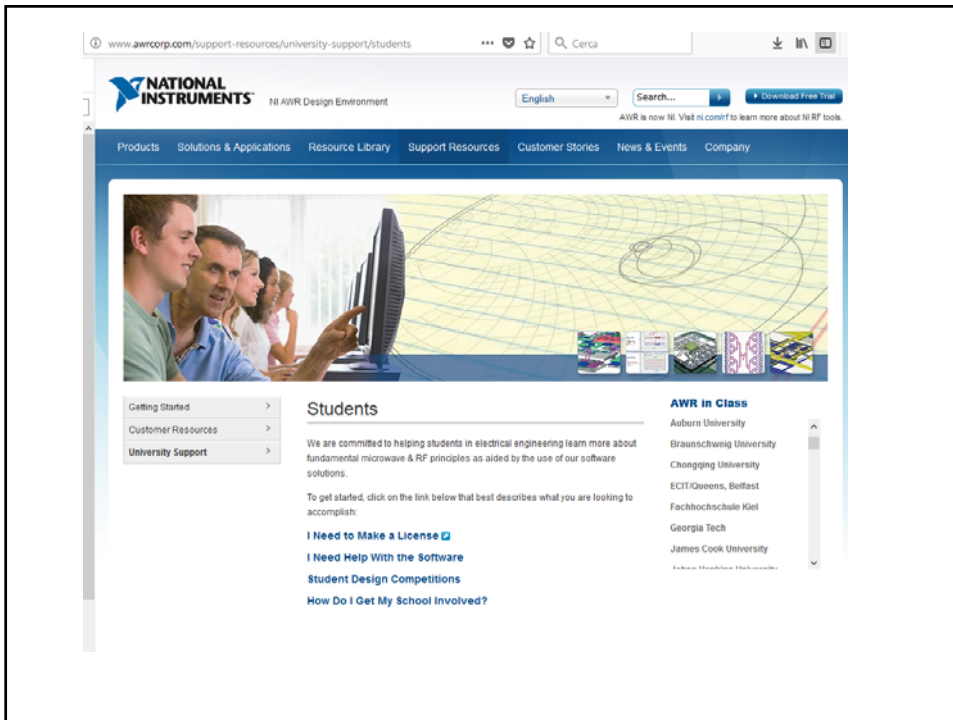 www.awrcorp.com/support-resources/university-support/students
Cerca
NATIONAL
INSTRUMENTS™
NI AWR Design Environment
English
Search...
Download Free Trial
AWR is now NI. Visit ni.com/rf to learn more about NI RF tools.
Products Solutions & Applications Resource Library Support Resources Customer Stories News & Events Company
Getting Started
Customer Resources
University Support
Students
We are committed to helping students in electrical engineering learn more about
fundamental microwave & RF principles as aided by the use of our software
solutions.
To get started, click on the link below that best describes what you are looking to
accomplish:
I Need to Make a License
I Need Help With the Software
Student Design Competitions
How Do I Get My School Involved?
AWR in Class
Auburn University
Braunschweig University
Chongqing University
ECIT/Queens, Belfast
Fachhochschule Kiel
Georgia Tech
James Cook University